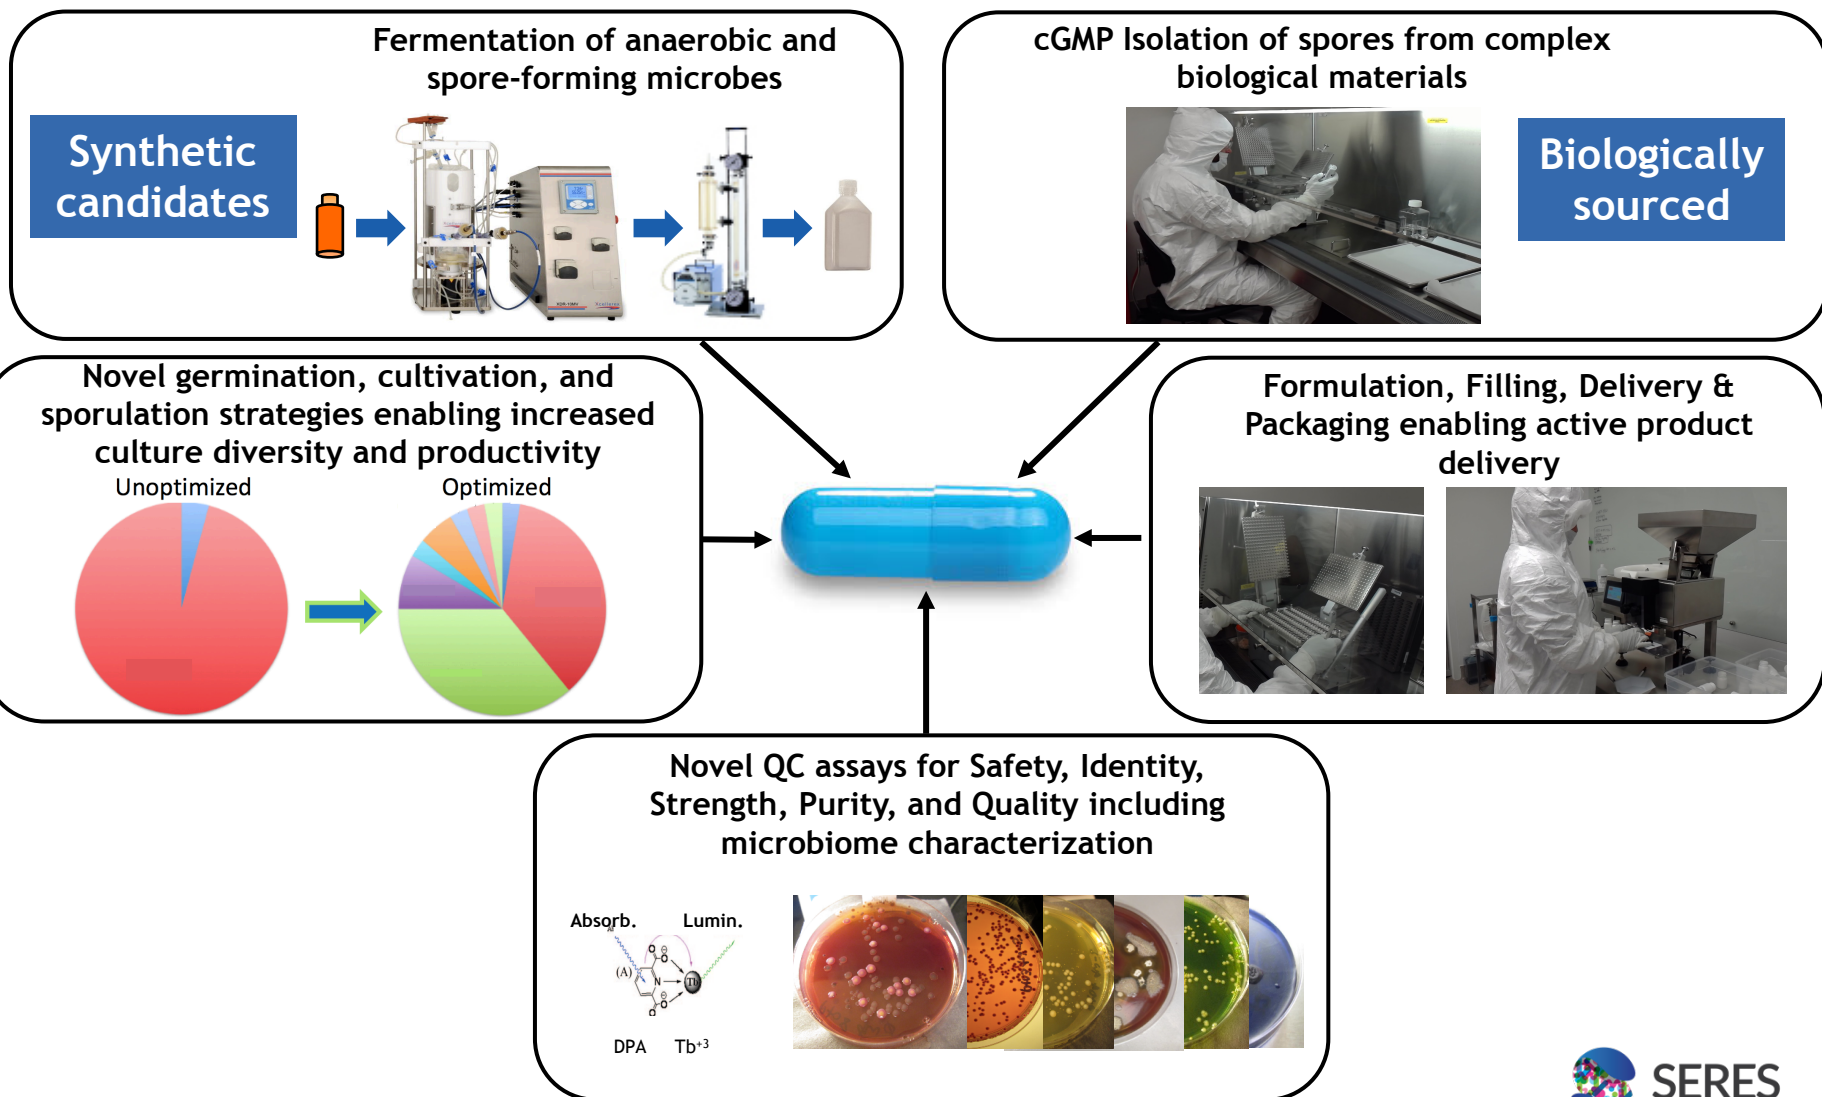 Fermentation of anaerobic and
spore-forming microbes
Synthetic
candidates
cGMP Isolation of spores from complex
biological materials
Biologically
sourced
Novel germination, cultivation, and
sporulation strategies enabling increased
culture diversity and productivity
Unoptimized
Optimized
Formulation, Filling, Delivery &
Packaging enabling active product
delivery
Novel QC assays for Safety, Identity,
Strength, Purity, and Quality including
microbiome characterization
Absorb.
Lumin.
(A)
O
O
N
Tb
O
O
DPA
Tb+3
SERES